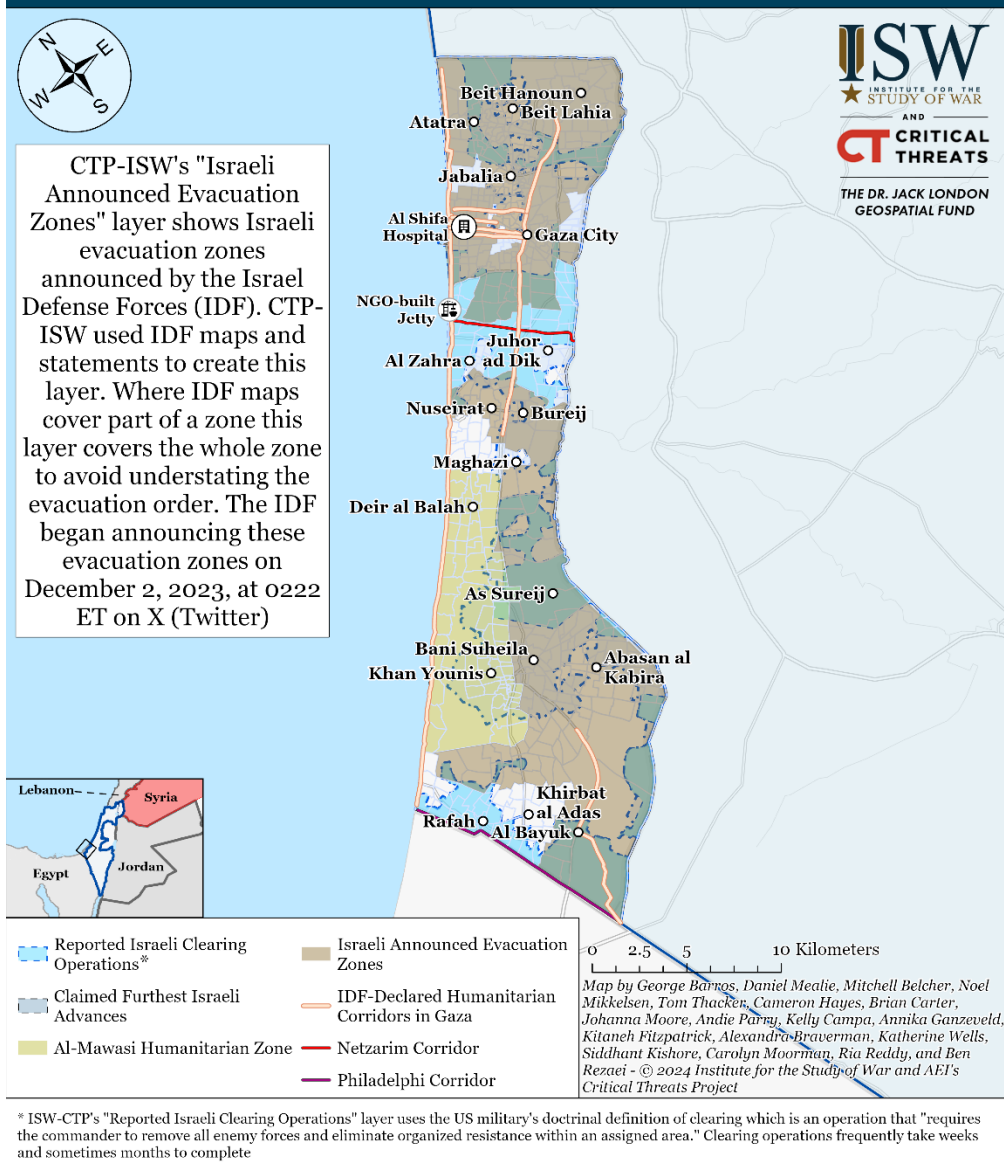 N
E
W
S
ISW
INSTITUTE FOR THE
STUDY OF WAR
AND
CT CRITICAL
THREATS
THE DR. JACK LONDON
GEOSPATIAL FUND
CTP-ISW's "Israeli
Announced Evacuation
Zones" layer shows Israeli
evacuation zones
announced by the Israel
Defense Forces (IDF). CTP-
ISW used IDF maps and
statements to create this
layer. Where IDF maps
cover part of a zone this
layer covers the whole zone
to avoid understating the
evacuation order. The IDF
began announcing these
evacuation zones on
December 2, 2023, at 0222
ET on X (Twitter)
Beit Hanoun
Beit Lahia
Atatra
Jabalia
Al Shifa
Hospital
Gaza City
NGO-built
Jetty
Juhor
ad Dik
Al Zahra
Nuseirat
Bureij
Maghazi
Deir al Balah
As Sureij
Bani Suheila
Abasan al
Kabira
Khan Younis
Khirbat
al Adas
Rafah
Al Bayuk
Lebanon
Syria
Jordan
Egypt
Reported Israeli Clearing
Operations*
Claimed Furthest Israeli
Advances
Al-Mawasi Humanitarian Zone
Israeli Announced Evacuation
Zones
IDF-Declared Humanitarian
Corridors in Gaza
Netzarim Corridor
Philadelphi Corridor
0 2.5 5 10 Kilometers
Map by George Barros, Daniel Mealie, Mitchell Belcher, Noel
Mikkelsen, Tom Thacker, Cameron Hayes, Brian Carter,
Johanna Moore, Andie Parry, Kelly Campa, Annika Ganzeveld,
Kitaneh Fitzpatrick, Alexandra Braverman, Katherine Wells,
Siddhant Kishore, Carolyn Moorman, Ria Reddy, and Ben
Rezaei - © 2024 Institute for the Study of War and AEI's
Critical Threats Project
* ISW-CTP's "Reported Israeli Clearing Operations" layer uses the US military's doctrinal definition of clearing which is an operation that "requires
the commander to remove all enemy forces and eliminate organized resistance within an assigned area." Clearing operations frequently take weeks
and sometimes months to complete